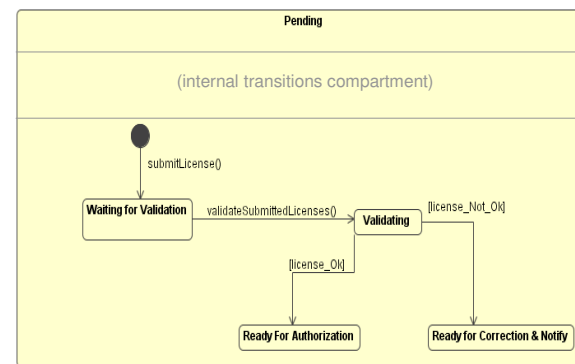 Pending
(internal transitions compartment)
submitLicense()
Waiting for Validation
validateSubmittedLicenses()
Validating
[license_Not_Ok]
[license_Ok]
Ready For Authorization
Ready for Correction & Notify